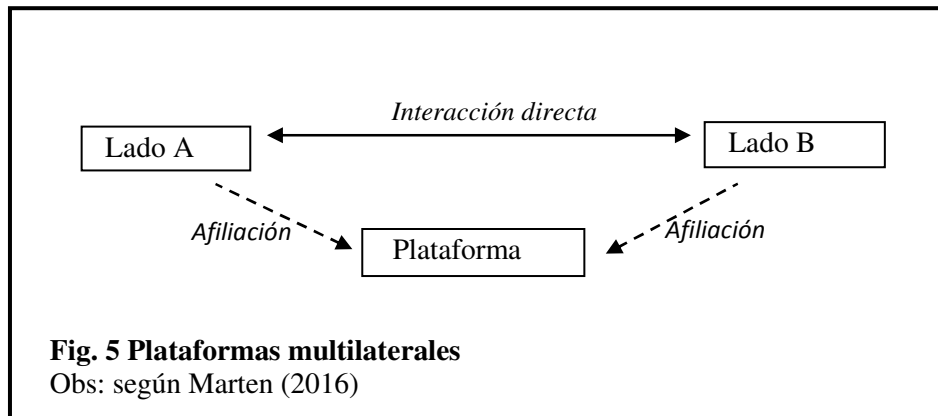 Interacción directa
Lado A
Lado B
Afiliación
Afiliación
Plataforma
Fig. 5 Plataformas multilaterales
Obs: según Marten (2016)